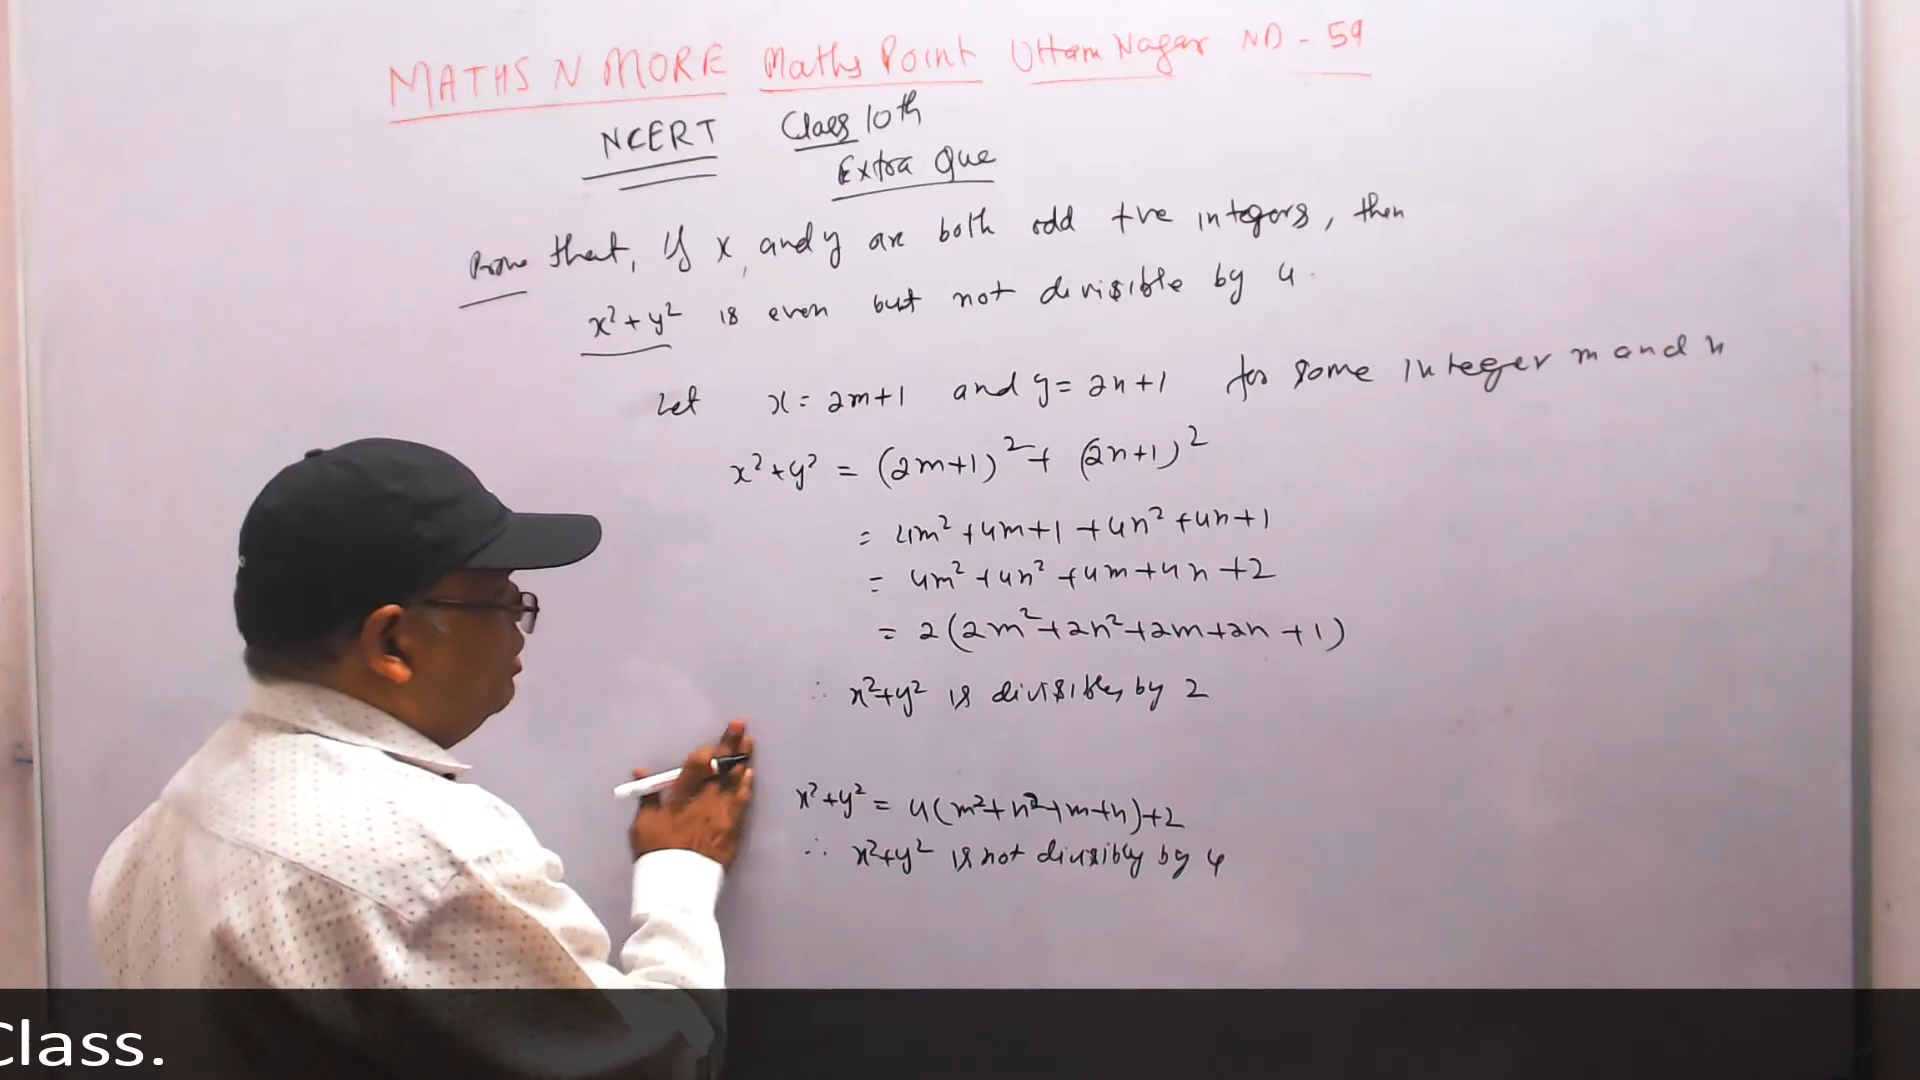 MATHS N MORE Maths Point Uttam Nagar ND - 59
NCERT Class 10th
Extra Que
Prove that, if x and y are both odd +ve integers, then
x²+y² is even but not divisible by 4.
Let x = 2m+1 and y = 2n+1 for some integer m and n
x²+y² = (2m+1)² + (2n+1)²
= 4m² +4m+1 +4n² +4n+1
= 4m² +4n² +4m+4n +2
= 2(2m²+2n²+2m+2n +1)
∴ x²+y² is divisible by 2
x²+y² = 4(m²+n²+m+n)+2
∴ x²+y² is not divisibly by 4
Class.